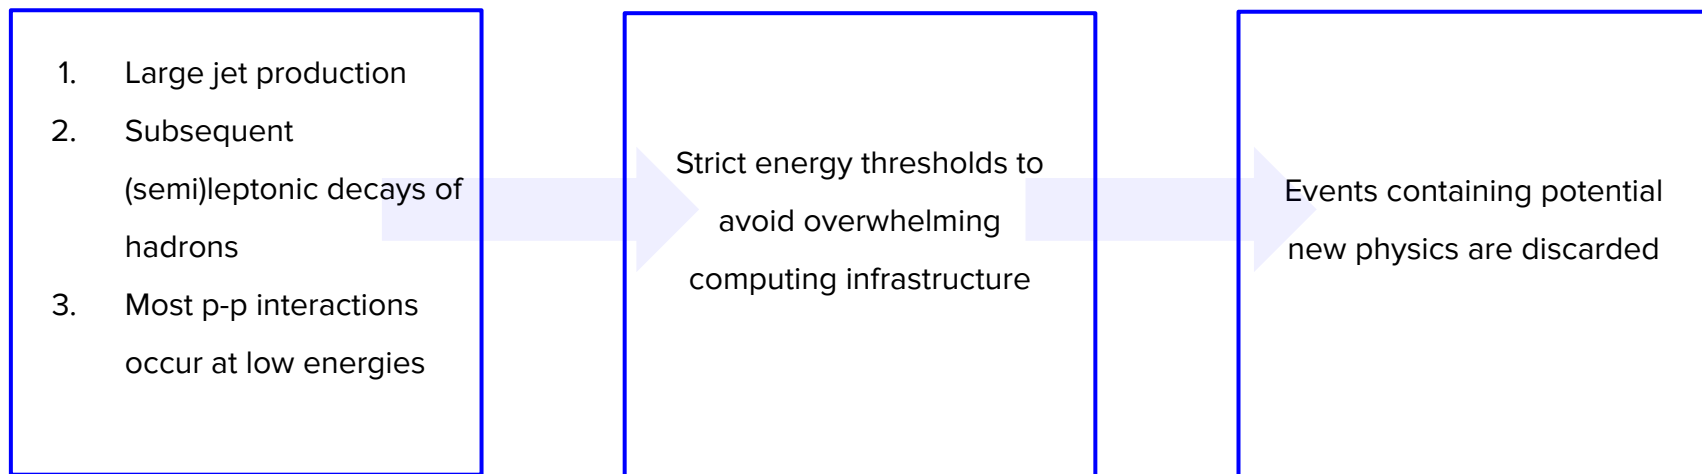 1. Large jet production
2. Subsequent
(semi)leptonic decays of
hadrons
3. Most p-p interactions
occur at low energies
Strict energy thresholds to
avoid overwhelming
computing infrastructure
Events containing potential
new physics are discarded